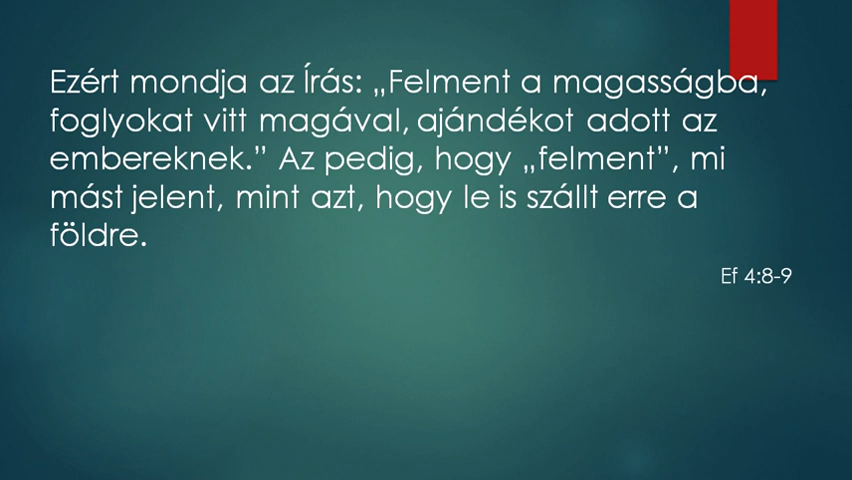 Ezért mondja az Írás: „Felment a magasságba,
foglyokat vitt magával, ajándékot adott az
embereknek.” Az pedig, hogy „felment”, mi
mást jelent, mint azt, hogy le is szállt erre a
földre.
Ef 4:8-9